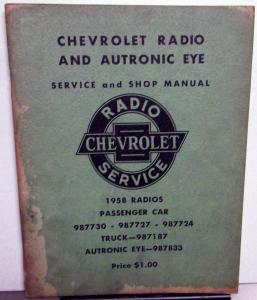 CHEVROLET RADIO
AND AUTRONIC EYE
SERVICE and SHOP MANUAL
RADIO
CHEVROLET
SERVICE
1958 RADIOS
PASSENGER CAR
987730 - 987727 - 987724
TRUCK—987187
AUTRONIC EYE—987833
Price $1.00